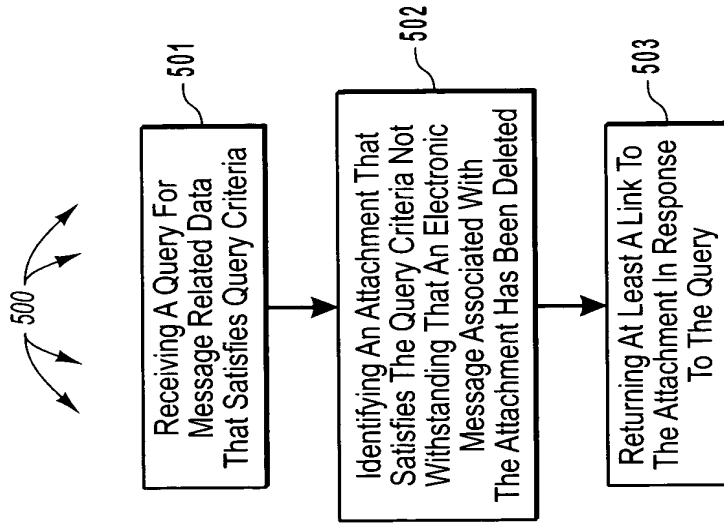 500
Receiving A Query For
Message Related Data
That Satisfies Query Criteria
501
Identifying An Attachment That
Satisfies The Query Criteria Not
Withstanding That An Electronic
Message Associated With
The Attachment Has Been Deleted
502
Returning At Least A Link To
The Attachment In Response
To The Query
503